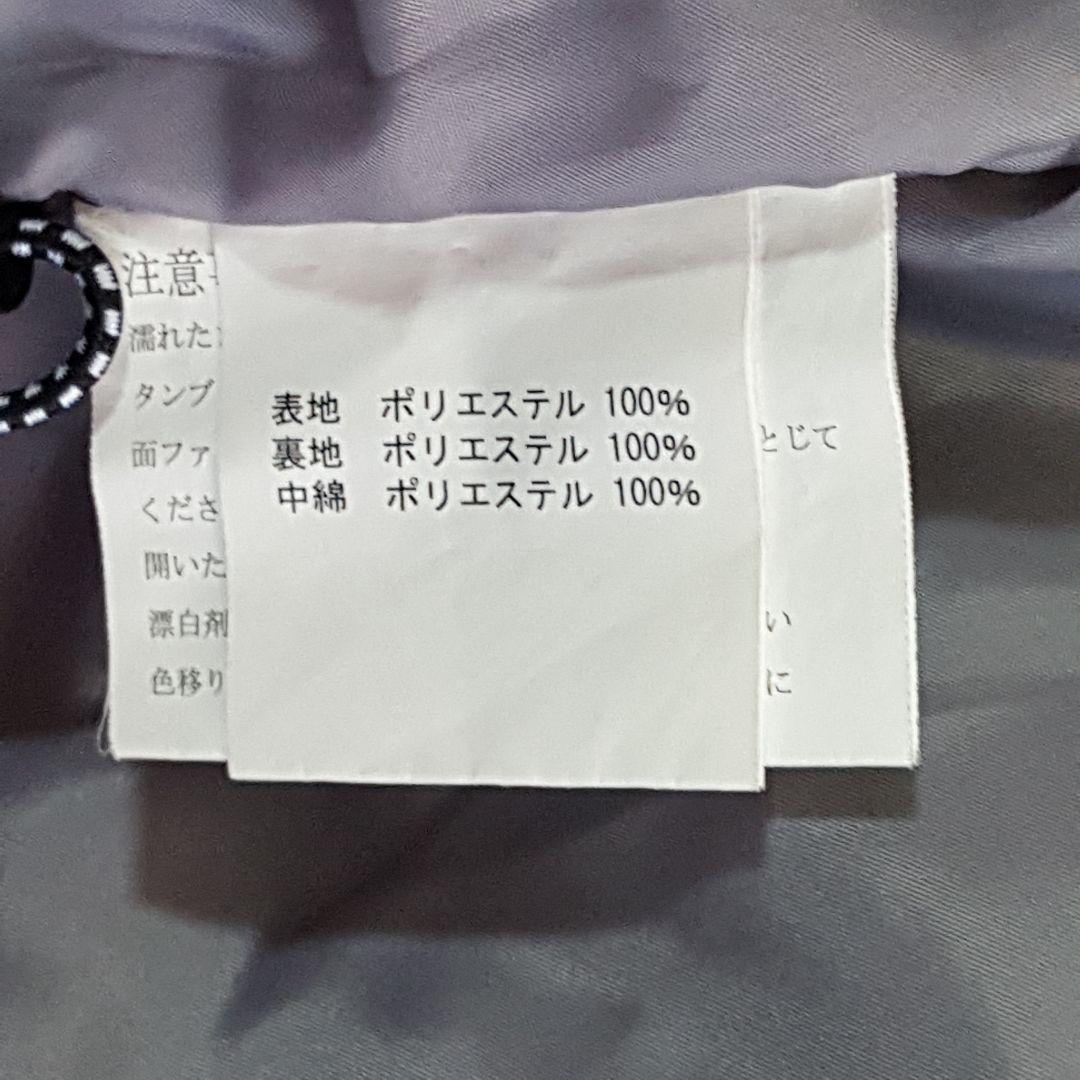 表地 ポリエステル 100%
裏地 ポリエステル 100%
中綿 ポリエステル 100%
注意
濡れた
タンブ
面ファ とじて
くださ
開いた
漂白剤 い
色移り に